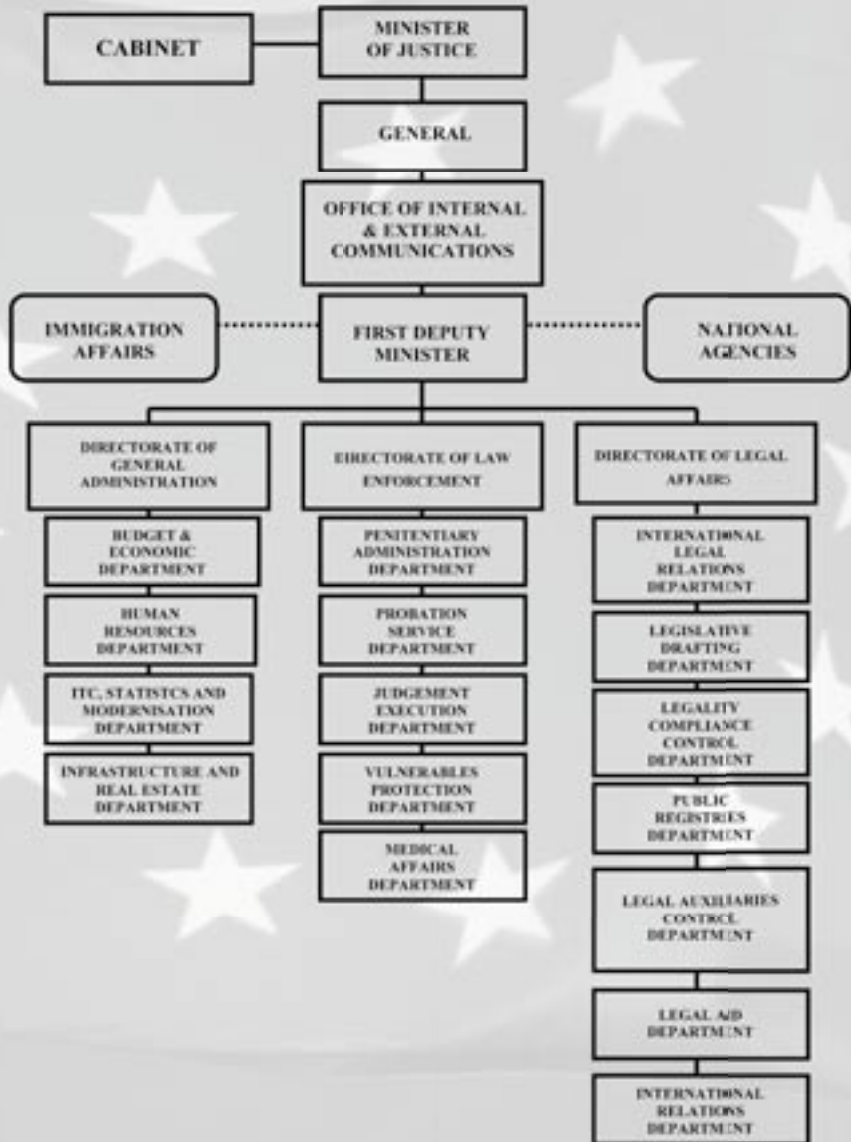 CABINET
MINISTER
OF JUSTICE
GENERAL
OFFICE OF INTERNAL
& EXTERNAL
COMMUNICATIONS
IMMIGRATION
AFFAIRS
FIRST DEPUTY
MINISTER
NATIONAL
AGENCIES
DIRECTORATE OF
GENERAL
ADMINISTRATION
BUDGET &
ECONOMIC
DEPARTMENT
HUMAN
RESOURCES
DEPARTMENT
ITC, STATISTCS AND
MODERNISATION
DEPARTMENT
INFRASTRUCTURE AND
REAL ESTATE
DEPARTMENT
EIRECTORATE OF LAW
ENFORCEMENT
PENITENTIARY
ADMINISTRATION
DEPARTMENT
PROBATION
SERVICE
DEPARTMENT
JUDGEMENT
EXECUTION
DEPARTMENT
VULNERABLES
PROTECTION
DEPARTMENT
MEDICAL
AFFAIRS
DEPARTMENT
DIRECTORATE OF LEGAL
AFFAIRS
INTERNATIONAL
LEGAL
RELATIONS
DEPARTMENT
LEGISLATIVE
DRAFTING
DEPARTMENT
LEGALITY
COMPLIANCE
CONTROL
DEPARTMENT
PUBLIC
REGISTRIES
DEPARTMENT
LEGAL AUXILIARIES
CONTROL
DEPARTMENT
LEGAL AID
DEPARTMENT
INTERNATIONAL
RELATIONS
DEPARTMENT